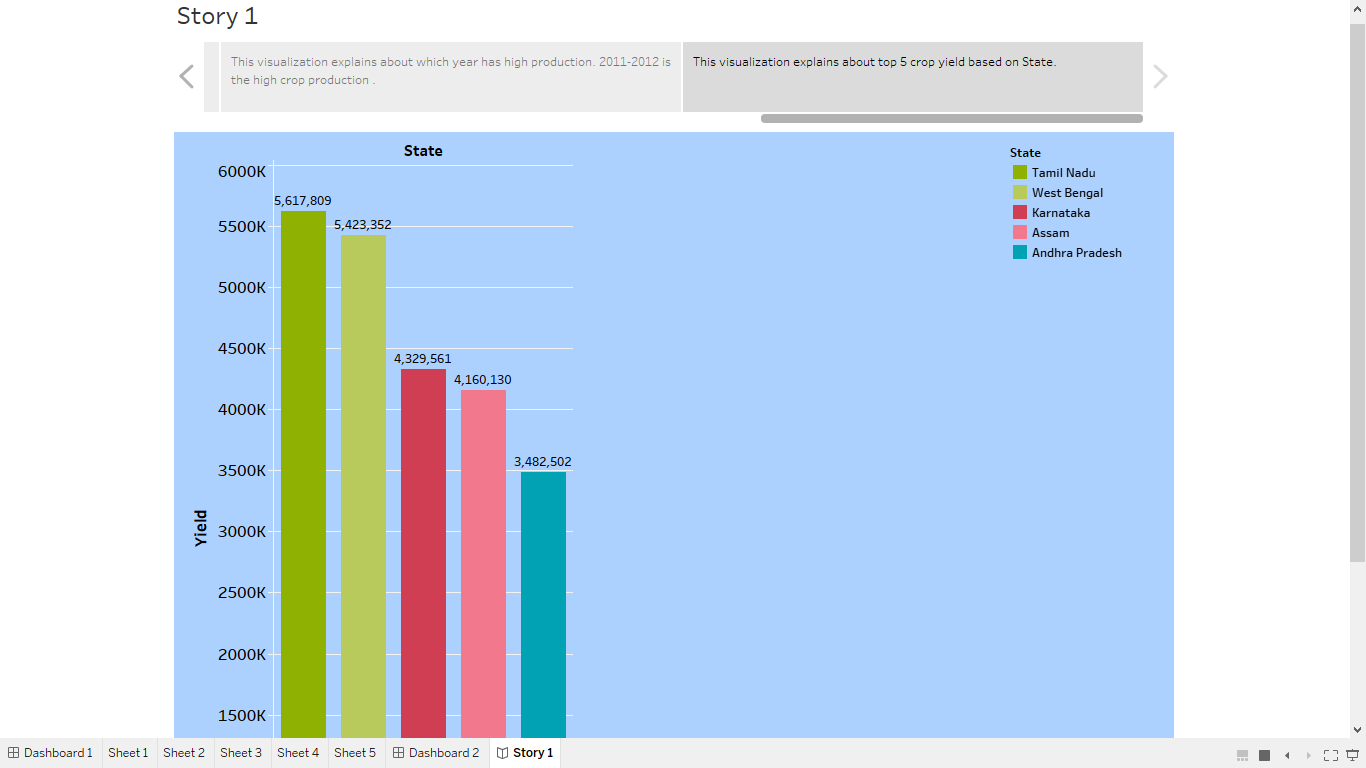 Story 1
This visualization explains about which year has high production. 2011-2012 is
the high crop production .
This visualization explains about top 5 crop yield based on State.
State
6000K
5500K
5000K
4500K
4000K
3500K
3000K
2500K
2000K
1500K
Yield
5,617,809
5,423,352
4,329,561
4,160,130
3,482,502
State
Tamil Nadu
West Bengal
Karnataka
Assam
Andhra Pradesh
Dashboard 1 Sheet 1 Sheet 2 Sheet 3 Sheet 4 Sheet 5 Dashboard 2 Story 1